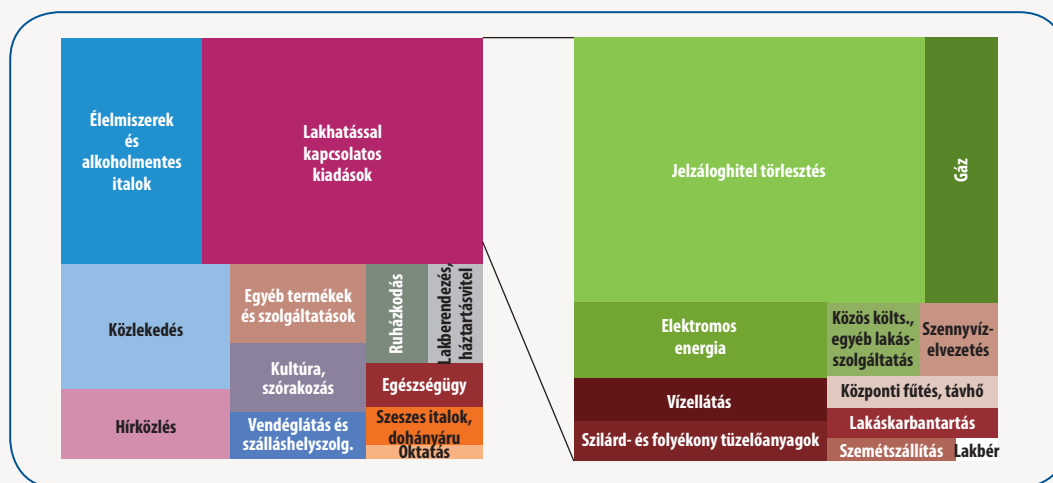 Élelmiszerek
és
alkoholmentes
italok
Lakhatással
kapcsolatos
kiadások
Közlekedés
Hírközlés
Egyéb termékek
és szolgáltatások
Kultúra,
szórakozás
Vendéglátás és
szálláshelyszolg.
Ruházkodás
Lakberendezés,
háztartásvitel
Egészségügy
Szeszes italok,
dohányáru
Oktatás
Jelzáloghitel törlesztés
Gáz
Elektromos
energia
Vízellátás
Szilárd- és folyékony tüzelőanyagok
Közös költs.,
egyéb lakás-
szolgáltatás
Szennyvíz-
elvezetés
Központi fűtés, távhő
Lakáskarbantartás
Szemétszállítás
Lakbér